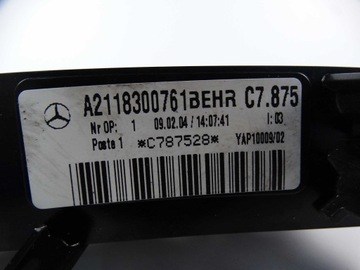 A2118300761BEHR C7.875
Nr OP: 1 09.02.04 / 14:07:41 I: 03
Poste 1 *C787528* YAP10009/02